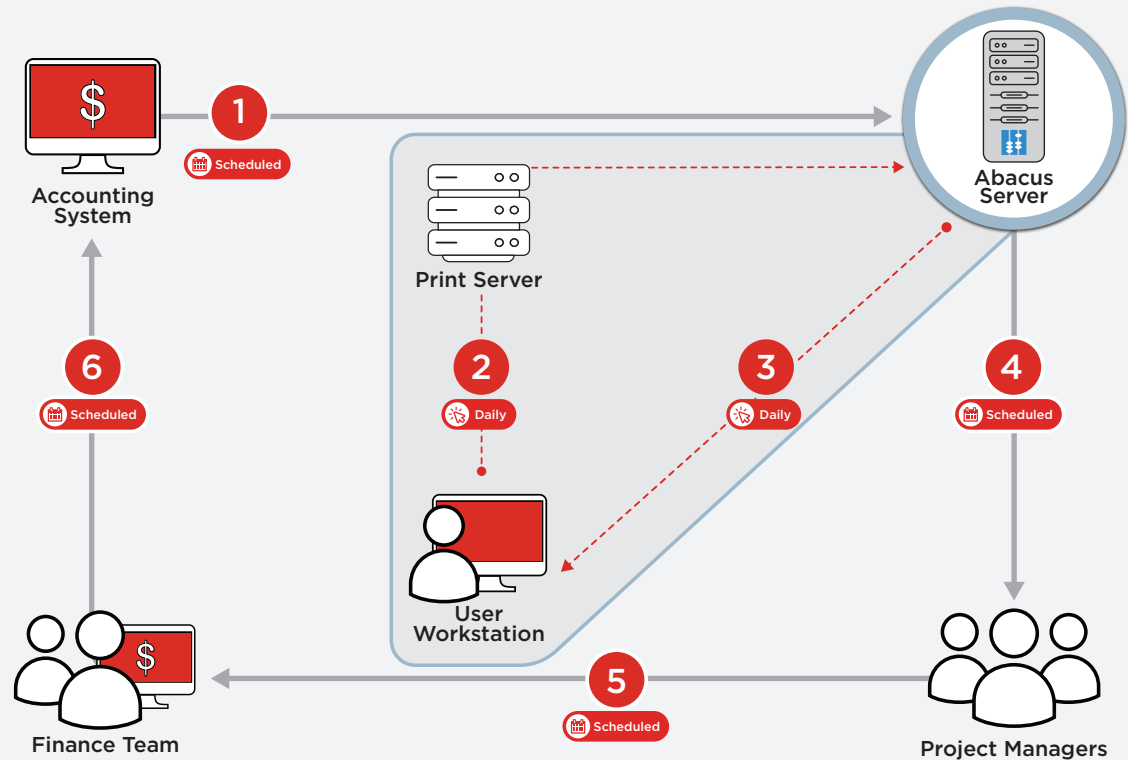 $
1
Scheduled
Accounting
System
Abacus
Server
Print Server
6
Scheduled
2
Daily
3
Daily
4
Scheduled
User
Workstation
$
5
Scheduled
Finance Team
Project Managers